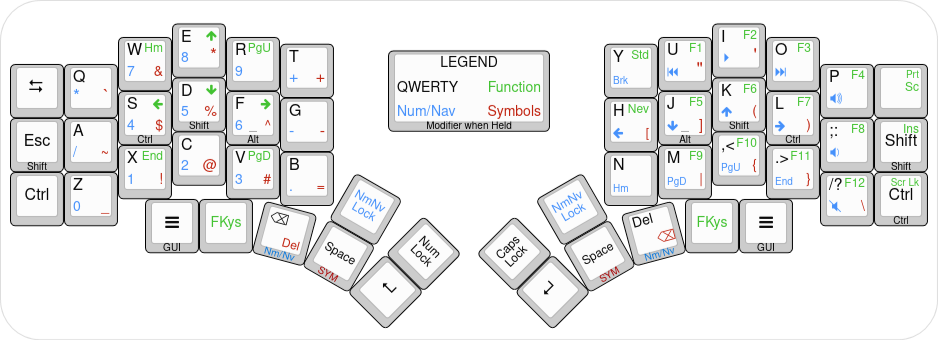 LEGEND
QWERTY Function
Num/Nav Symbols
Modifier when Held
Esc
Shift
Ctrl
Q
* `
A
/ ~
Z
0 _
W Hm
7 &
S
4 $
Ctrl
X End
1 !
E
8 *
D
5 %
Shift
C
2 @
R PgU
9
F
6 _ ^
Alt
V PgD
3 #
T
+ +
G
- -
B
. =
GUI
FKys
Del
Nm/Nv
Space
SYM
NmNv
Lock
Num
Lock
Y Std
Brk
H Nev
[
N
Hm
U F1
"
J F5
_ ]
Alt
M F9
PgD |
I F2
'
K F6
(
Shift
,< F10
PgU {
O F3
L F7
)
Ctrl
.> F11
End }
P F4
;: F8
/? F12
\
Prt
Sc
Ins
Shift
Shift
Scr Lk
Ctrl
Ctrl
Caps
Lock
NmNv
Lock
Space
SYM
Del
Nm/Nv
FKys
GUI